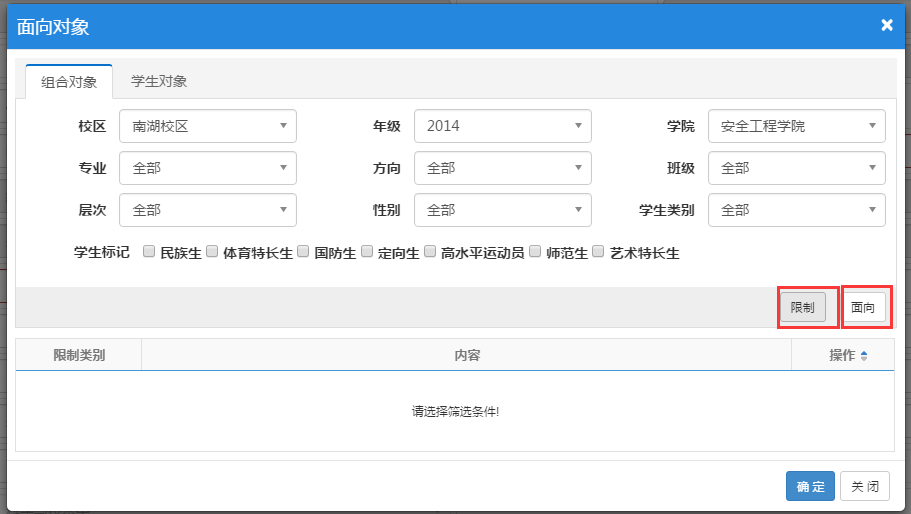 面向对象 ×
组合对象 学生对象
校区 南湖校区 年级 2014 学院 安全工程学院
专业 全部 方向 全部 班级 全部
层次 全部 性别 全部 学生类别 全部
学生标记 民族生 体育特长生 国防生 定向生 高水平运动员 师范生 艺术特长生
限制 面向
限制类别 内容 操作
请选择筛选条件!
确 定 关 闭